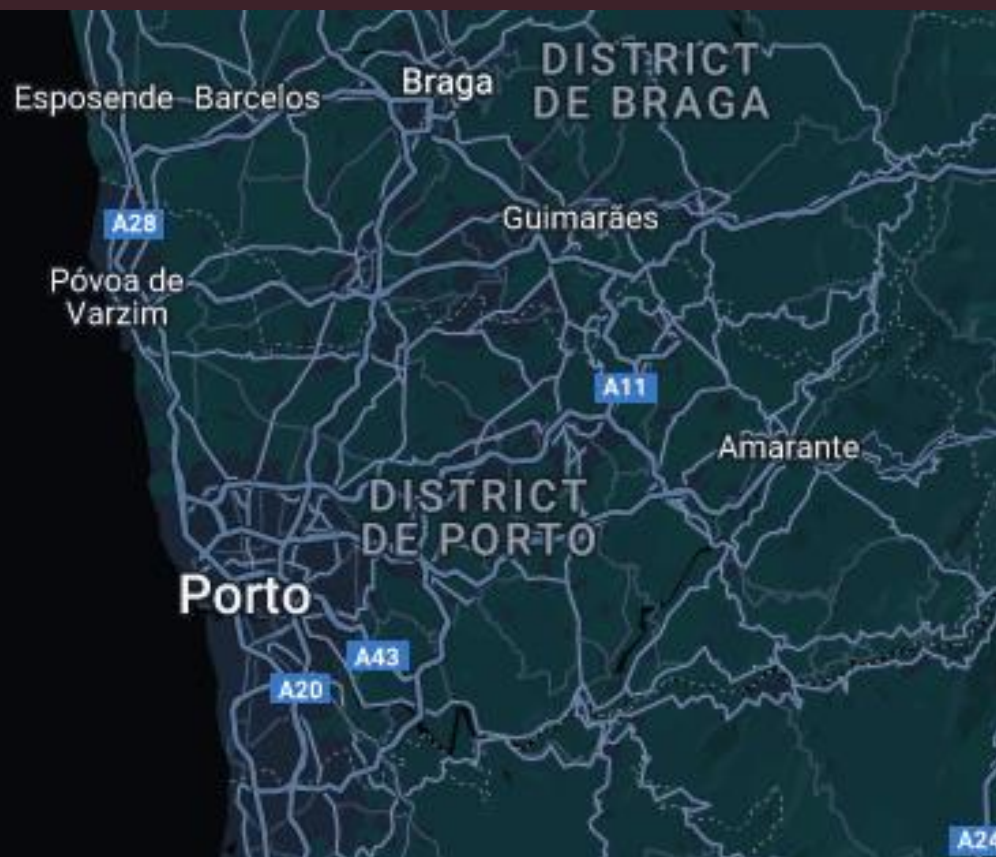 DISTRICT
DE BRAGA
Braga
Esposende
Barcelos
A28
Guimarães
Póvoa de
Varzim
A11
Amarante
DISTRICT
DE PORTO
Porto
A43
A20
A24